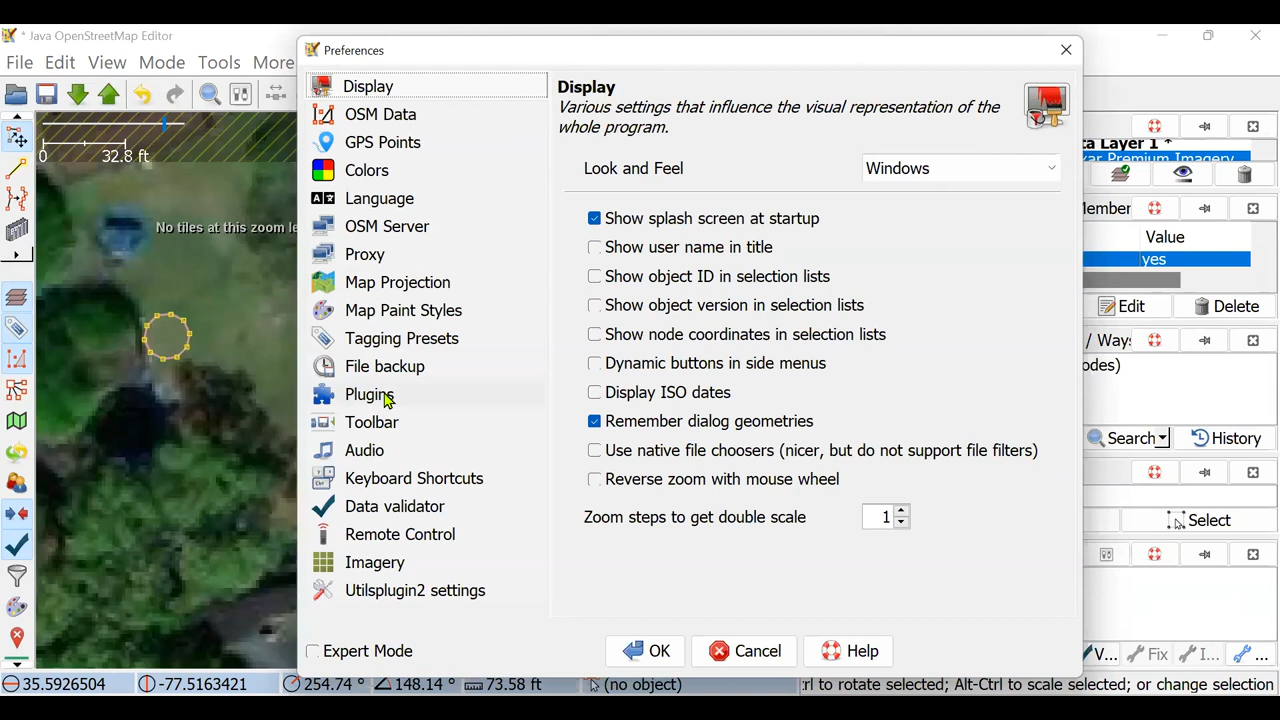 * Java OpenStreetMap Editor
File Edit View Mode Tools More
Preferences
Display
OSM Data
GPS Points
Colors
Language
OSM Server
Proxy
Map Projection
Map Paint Styles
Tagging Presets
File backup
Plugins
Toolbar
Audio
Keyboard Shortcuts
Data validator
Remote Control
Imagery
Utilsplugin2 settings
Expert Mode
Display
Various settings that influence the visual representation of the
whole program.
Look and Feel Windows
Show splash screen at startup
Show user name in title
Show object ID in selection lists
Show object version in selection lists
Show node coordinates in selection lists
Dynamic buttons in side menus
Display ISO dates
Remember dialog geometries
Use native file choosers (nicer, but do not support file filters)
Reverse zoom with mouse wheel
Zoom steps to get double scale 1
OK Cancel Help
0 32.8 ft
No tiles at this zoom le
ta Layer 1 *
xar Premium Imagery
Member
Value
yes
Edit Delete
/ Ways
odes)
Search History
Select
V... Fix I... ...
35.5926504 -77.5163421 254.74 ° 148.14 ° 73.58 ft (no object) rl to rotate selected; Alt-Ctrl to scale selected; or change selection